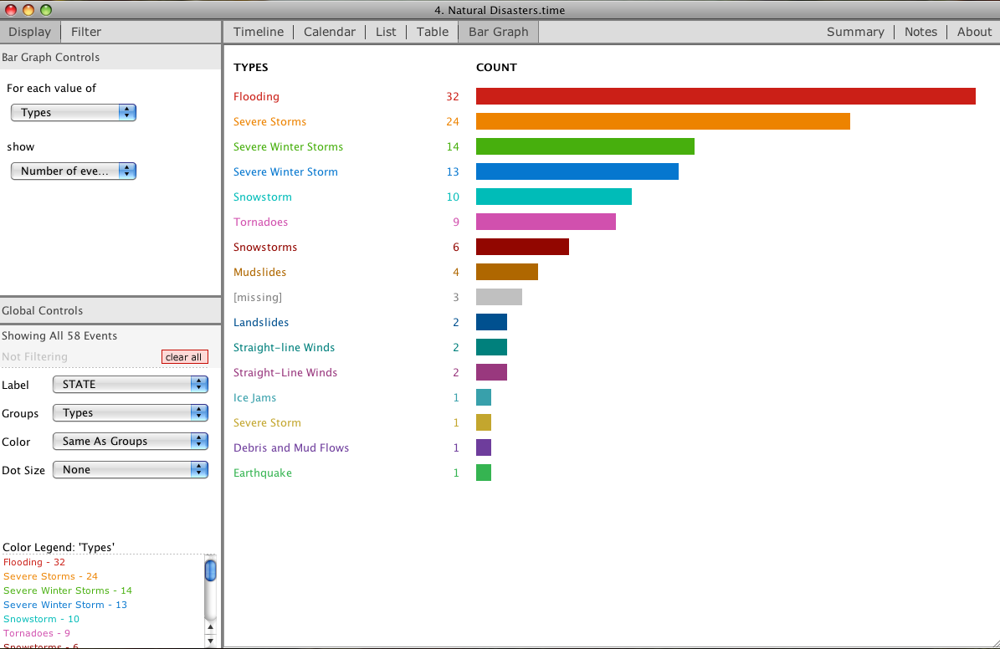 4. Natural Disasters.time
Display Filter
Timeline Calendar List Table Bar Graph Summary Notes About
Bar Graph Controls
For each value of
Types
show
Number of eve...
Global Controls
Showing All 58 Events
Not Filtering clear all
Label STATE
Groups Types
Color Same As Groups
Dot Size None
Color Legend: 'Types'
Flooding - 32
Severe Storms - 24
Severe Winter Storms - 14
Severe Winter Storm - 13
Snowstorm - 10
Tornadoes - 9
Snowstorms - 6
TYPES COUNT
Flooding 32
Severe Storms 24
Severe Winter Storms 14
Severe Winter Storm 13
Snowstorm 10
Tornadoes 9
Snowstorms 6
Mudslides 4
[missing] 3
Landslides 2
Straight-line Winds 2
Straight-Line Winds 2
Ice Jams 1
Severe Storm 1
Debris and Mud Flows 1
Earthquake 1